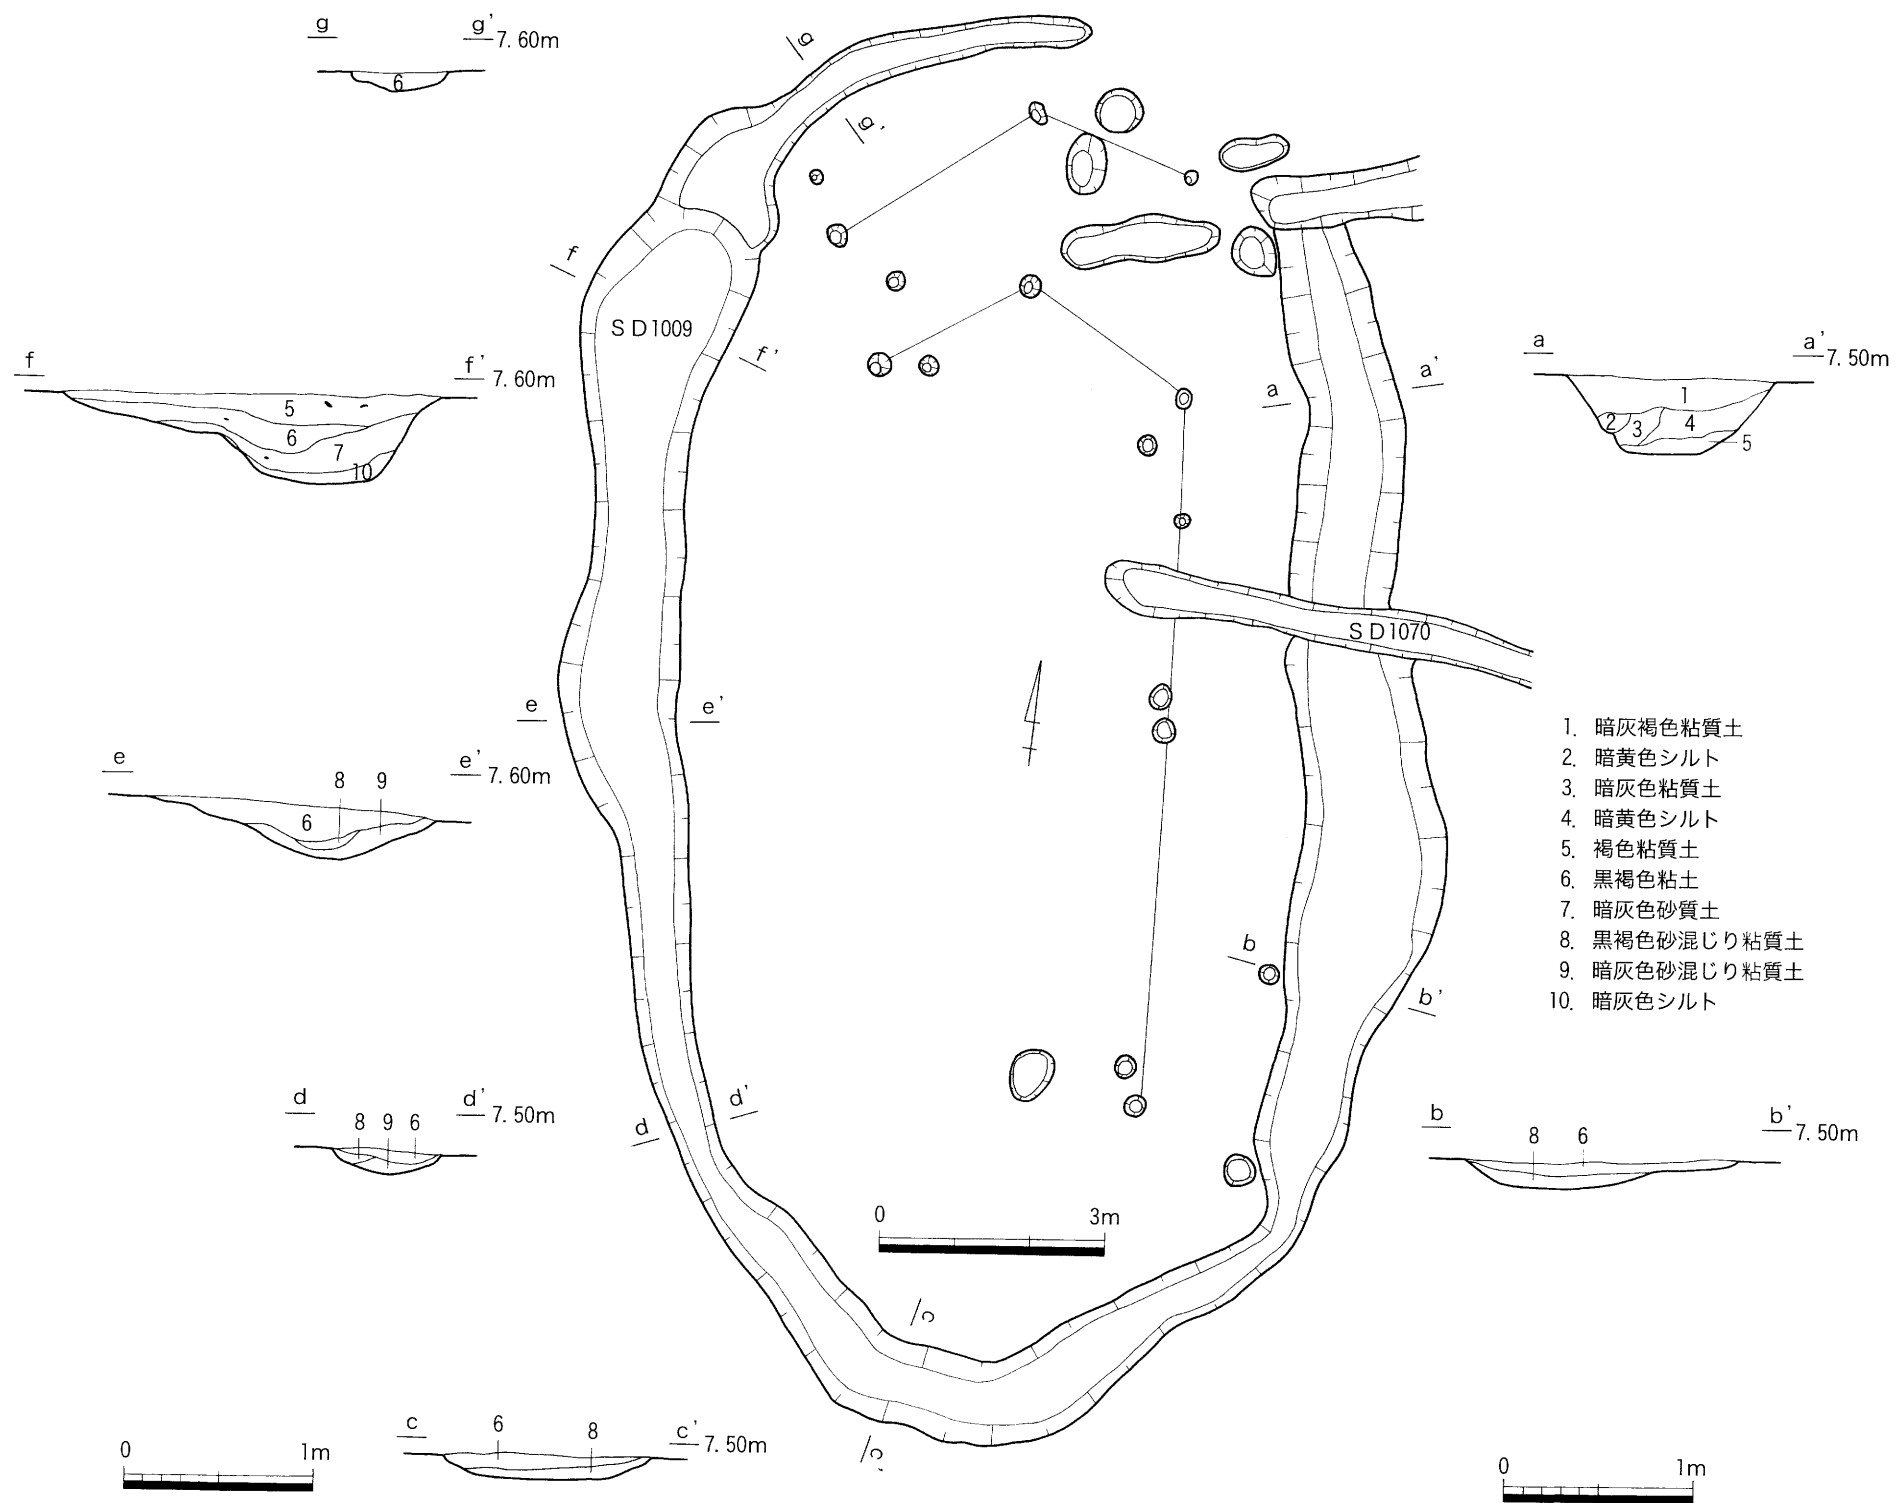 g g' 7.60m
6
g
g'
f
f'
S D 1009
f f' 7.60m
5
6
7
10
a a' 7.50m
1
2 3 4
5
a
a'
S D 1070
e
e'
e e' 7.60m
8 9
6
1. 暗灰褐色粘質土
2. 暗黄色シルト
3. 暗灰色粘質土
4. 暗黄色シルト
5. 褐色粘質土
6. 黒褐色粘土
7. 暗灰色砂質土
8. 黒褐色砂混じり粘質土
9. 暗灰色砂混じり粘質土
10. 暗灰色シルト
b
b'
d d' 7.50m
8 9 6
d
d'
b b' 7.50m
8 6
0 3m
c
c'
c c' 7.50m
6 8
0 1m
0 1m